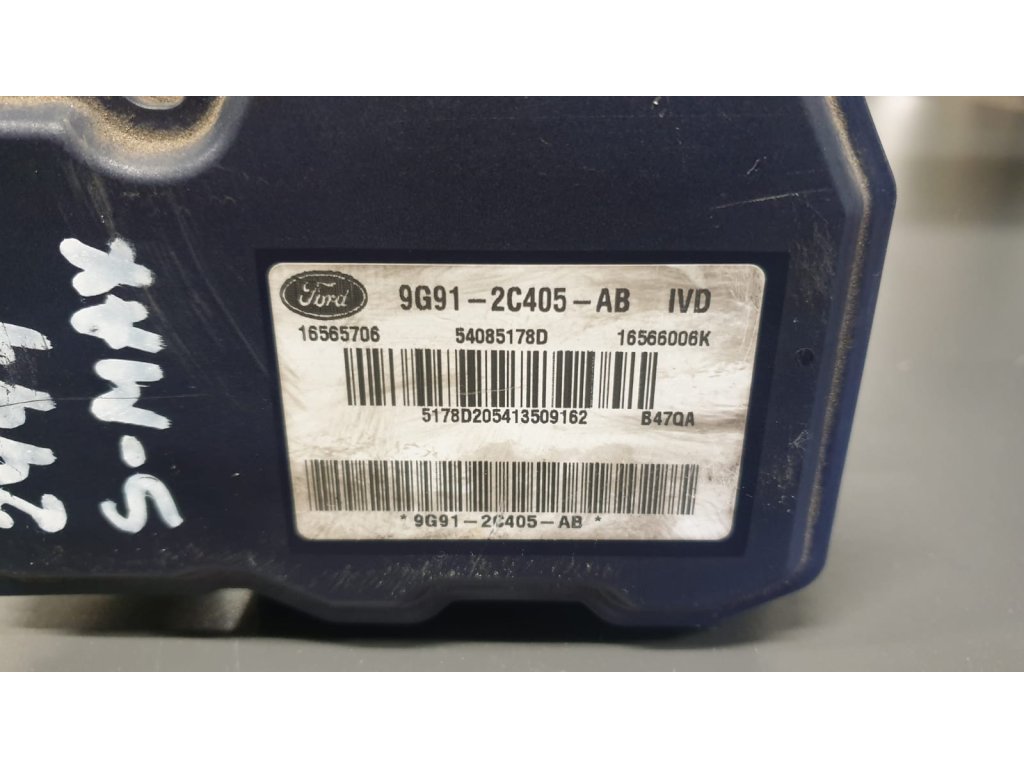 Ford 9G91-2C405-AB IVD
16565706 54085178D 16566006K
5178D205413509162 B47QA
* 9G91-2C405-AB *
S-MAX